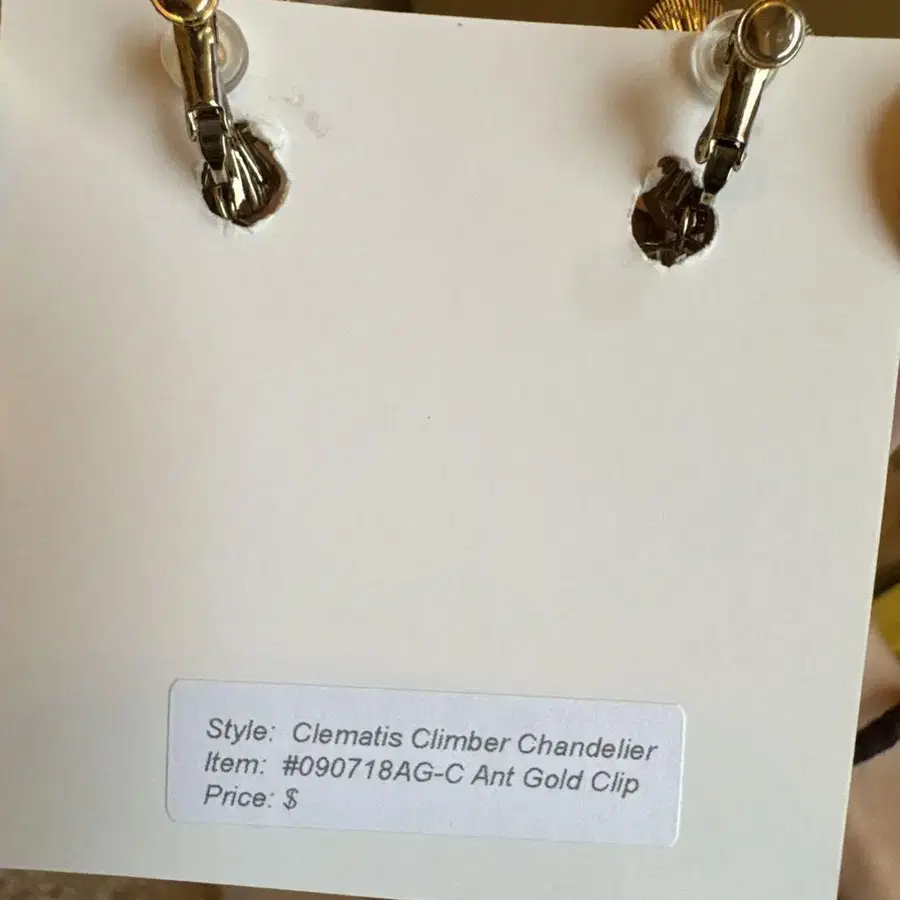 Style: Clematis Climber Chandelier
Item: #090718AG-C Ant Gold Clip
Price: $